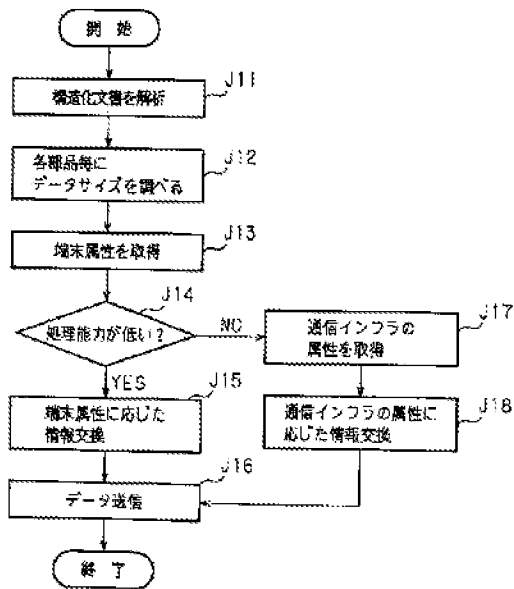 開 始
J11
構造化文書を解析
J12
各部品毎に
データサイズを調べる
J13
端末属性を取得
J14
処理能力が低い？
NO
YES
J17
通信インフラの
属性を取得
J15
端末属性に応じた
情報交換
J18
通信インフラの属性に
応じた情報交換
J16
データ送信
終 了